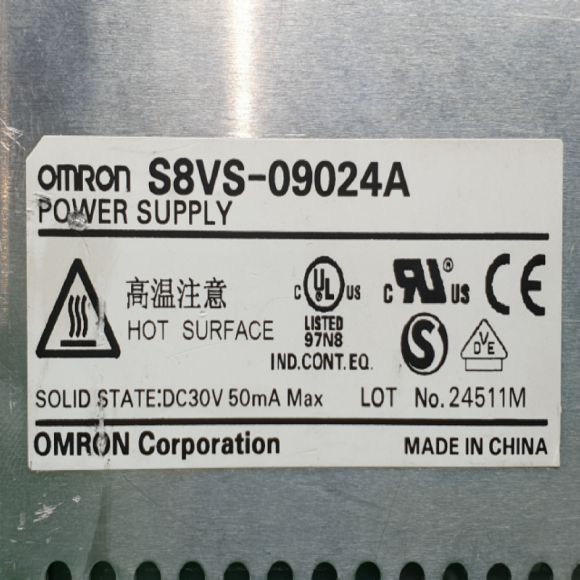 OMRON S8VS-09024A
POWER SUPPLY
高温注意
HOT SURFACE
C UL US
LISTED
97N8
IND.CONT.EQ.
C RU ® US
CE
S
DVE
SOLID STATE:DC30V 50mA Max LOT No. 24511M
OMRON Corporation MADE IN CHINA